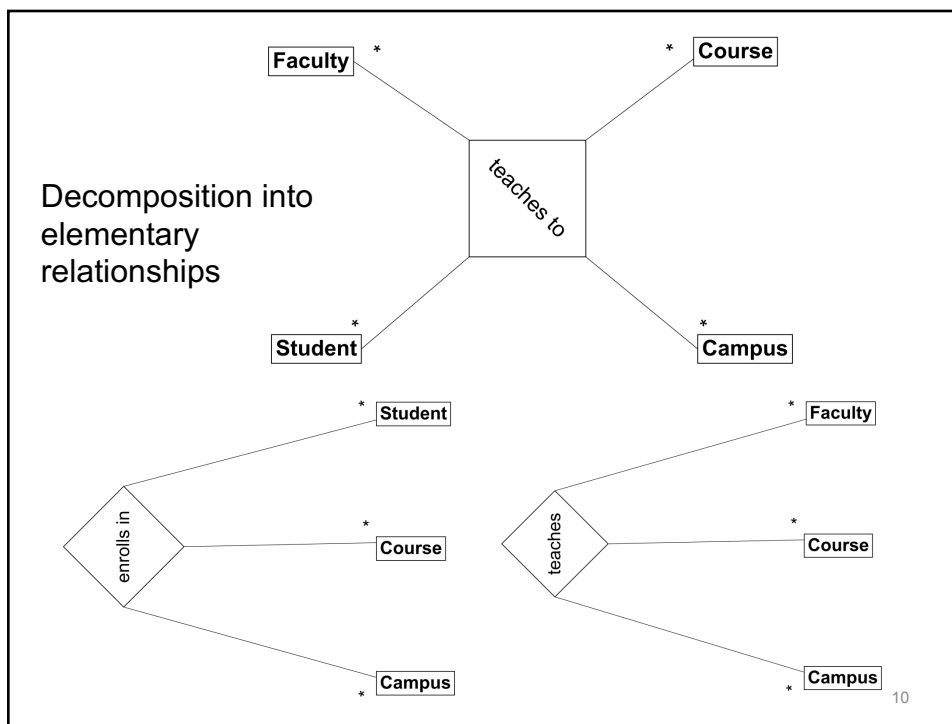 Faculty *
* Course
Decomposition into
elementary
relationships
teaches to
*
Student
*
Campus
*
Student
*
Faculty
enrolls in
*
Course
teaches
*
Course
Campus
*
Campus
*
10